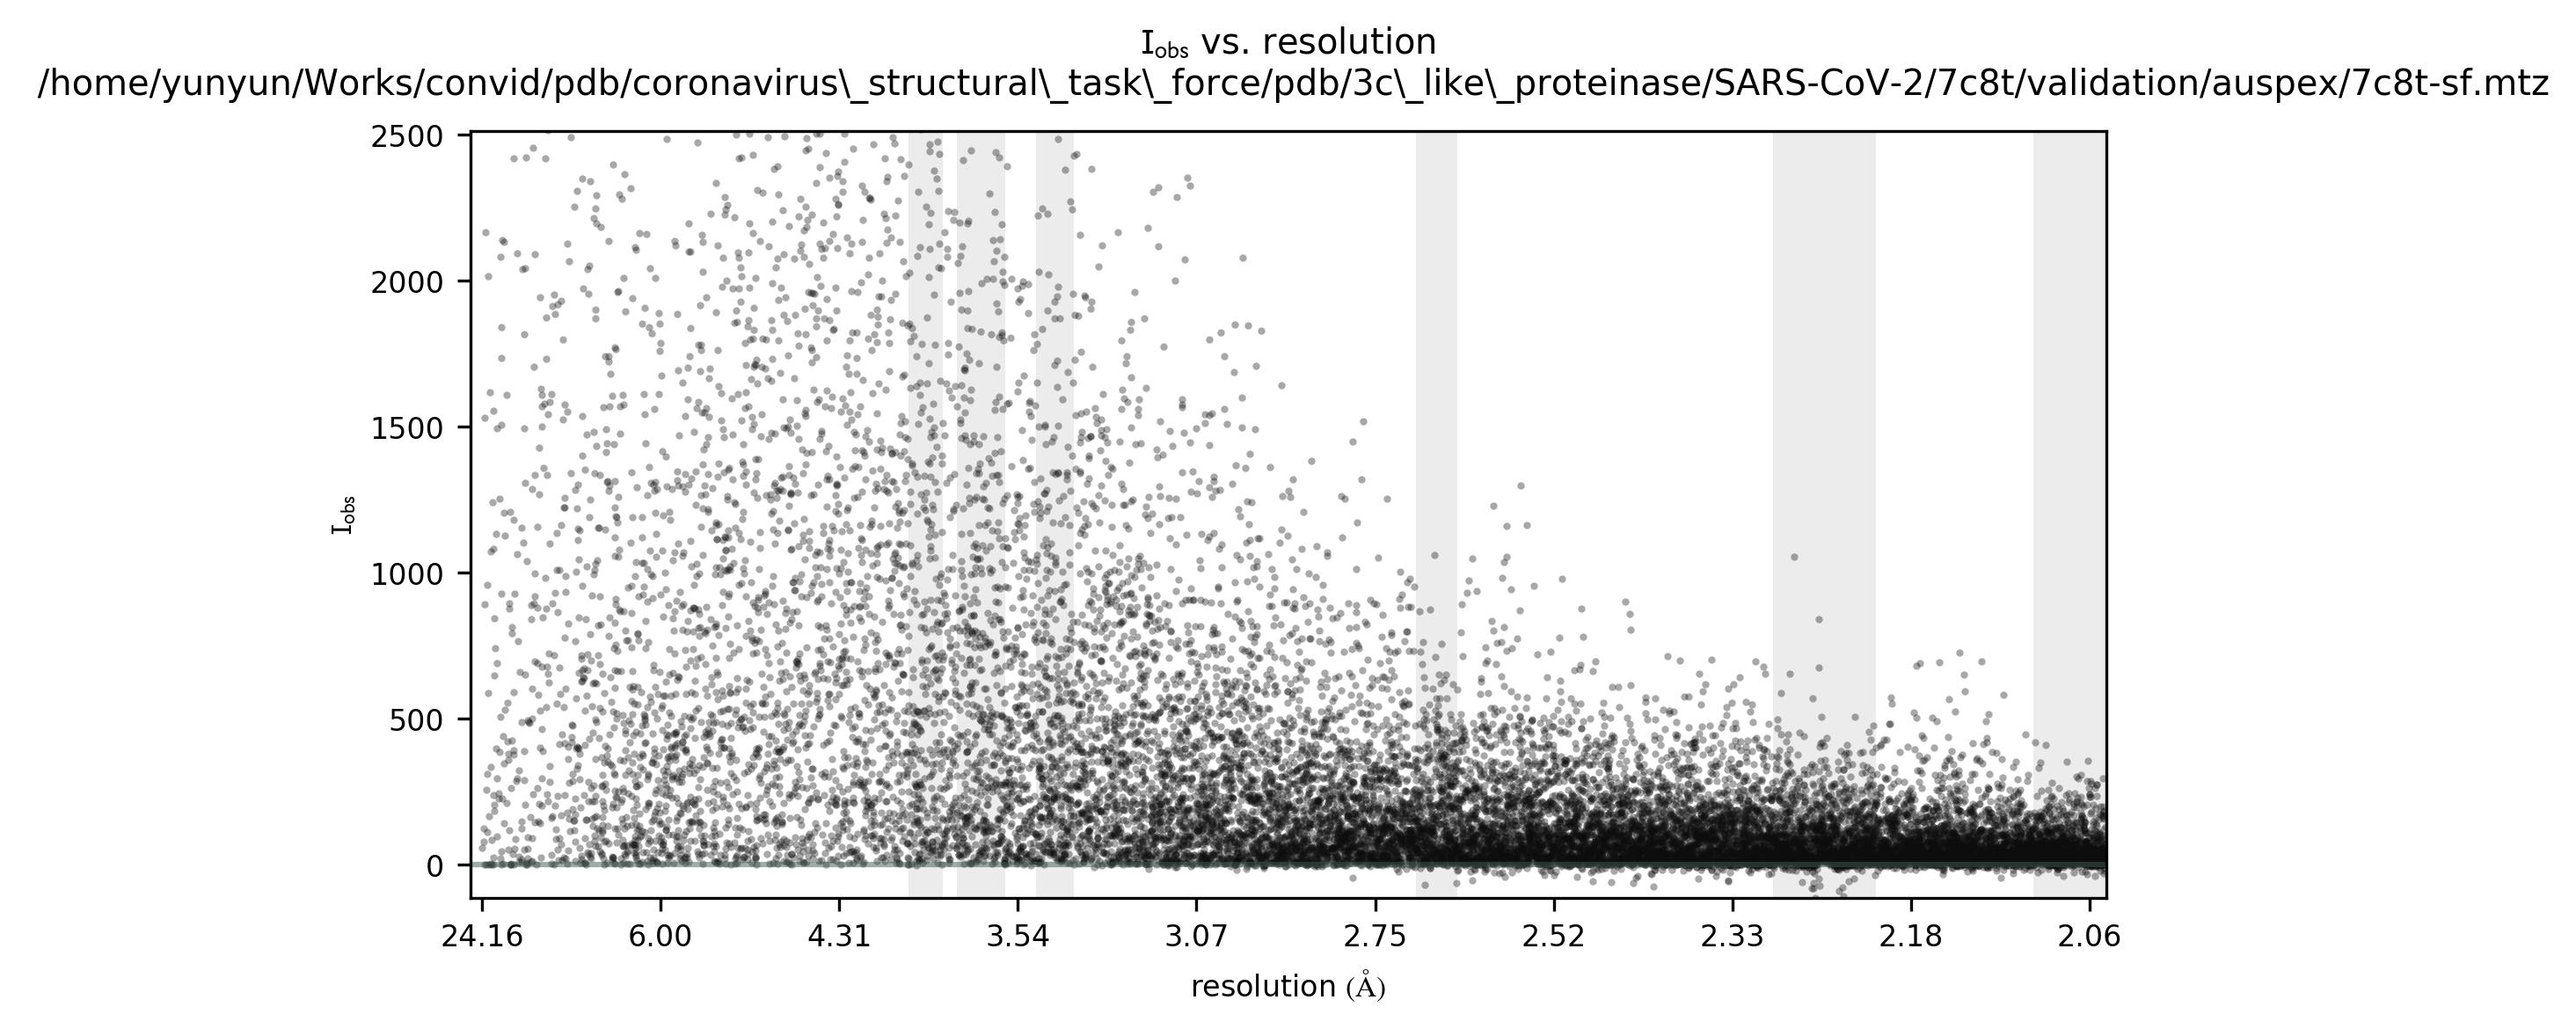 I_obs vs. resolution
/home/yunyun/Works/convid/pdb/coronavirus\_structural\_task\_force/pdb/3c\_like\_proteinase/SARS-CoV-2/7c8t/validation/auspex/7c8t-sf.mtz
2500
2000
1500
1000
500
0
I_obs
24.16 6.00 4.31 3.54 3.07 2.75 2.52 2.33 2.18 2.06
resolution (Å)